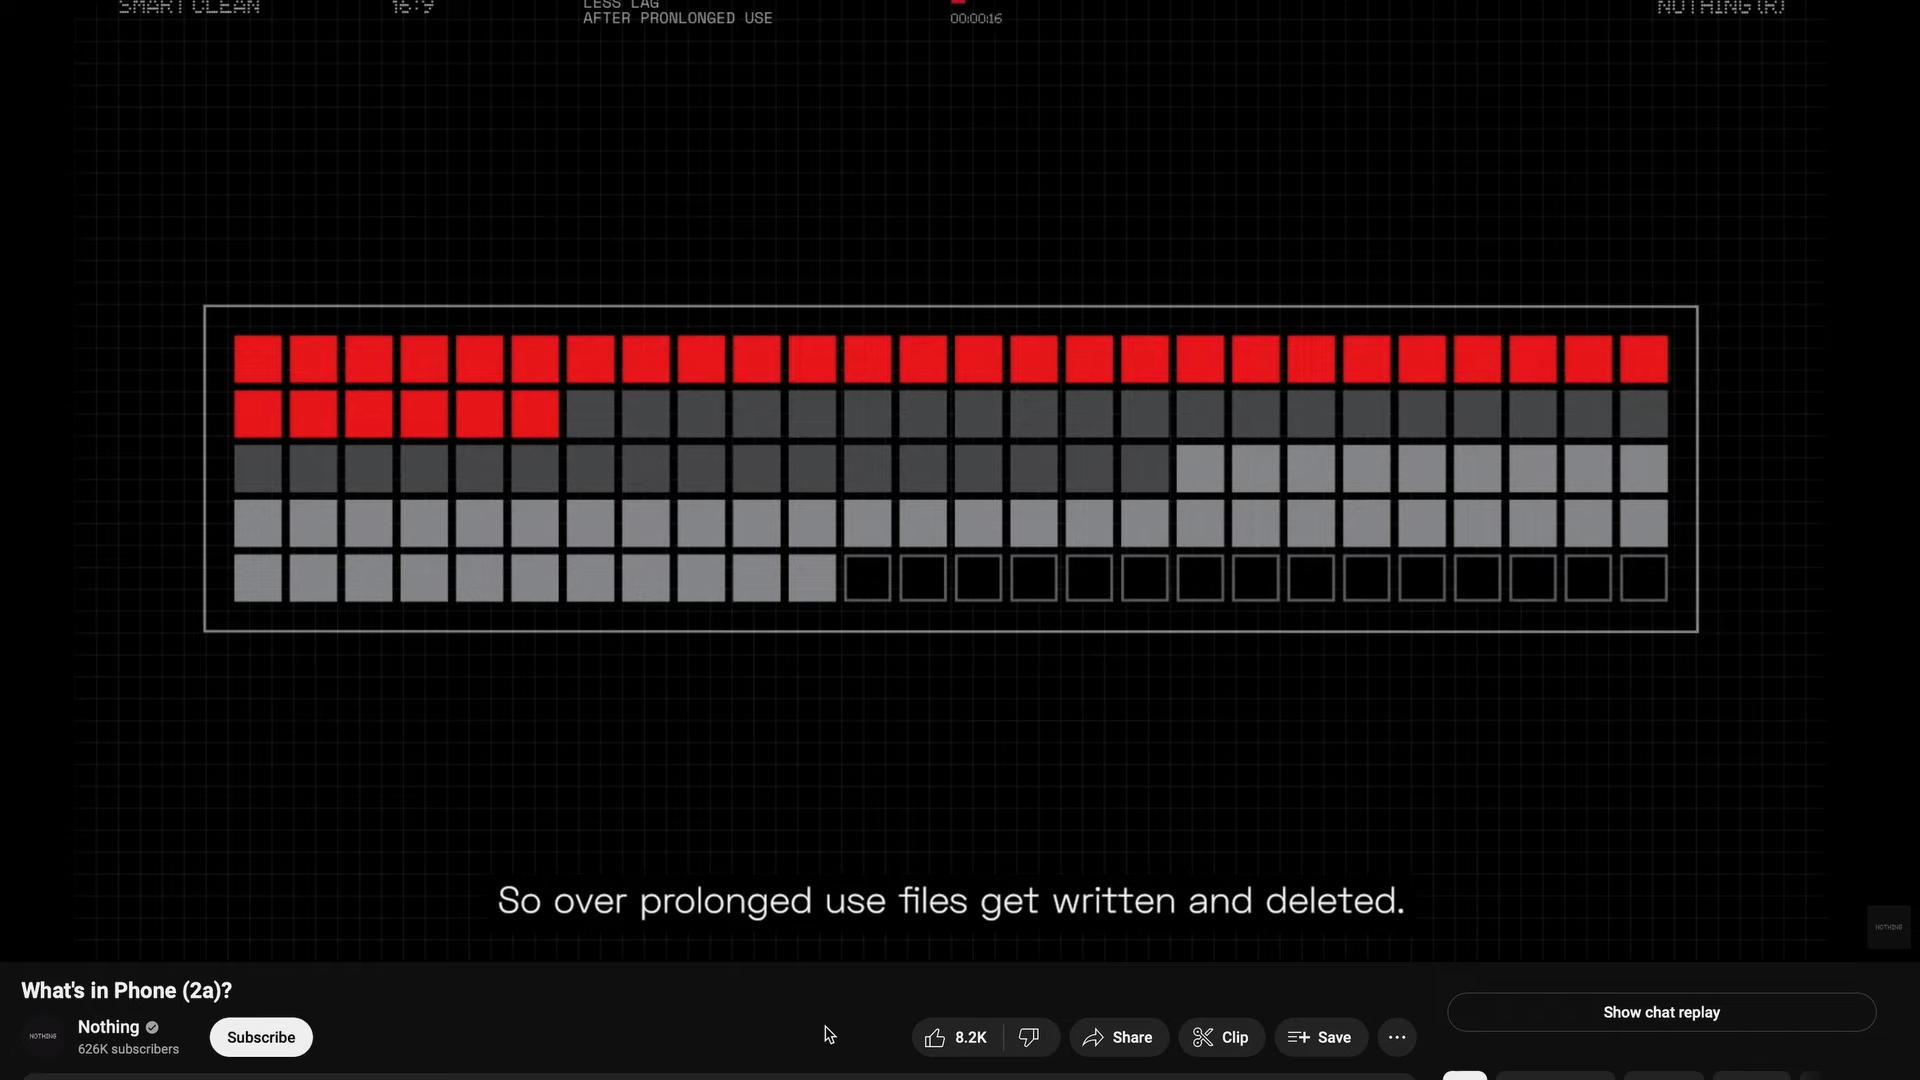 SMART CLEAN
16:9
LESS LAG
AFTER PRONLONGED USE
00:00:16
NOTHING (R)
So over prolonged use files get written and deleted.
NOTHING
What's in Phone (2a)?
NOTHING
Nothing
626K subscribers
Subscribe
8.2K
Share
Clip
Save
Show chat replay